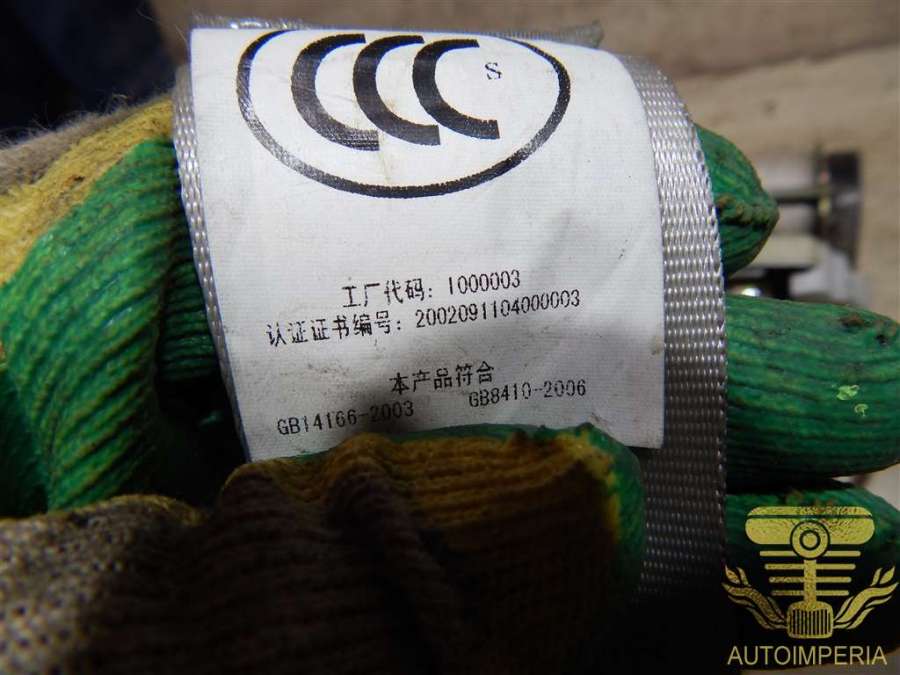 CCC S
工厂代码: I000003
认证证书编号: 2002091104000003
本产品符合
GB14166-2003 GB8410-2006
AUTOIMPERIA